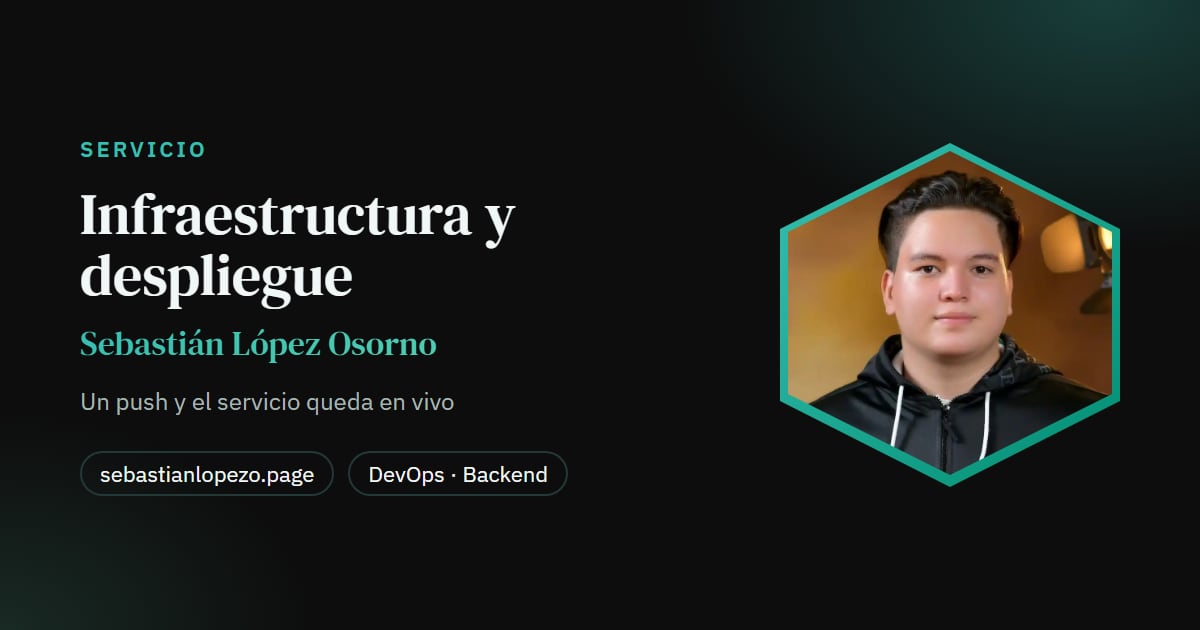 SERVICIO
Infraestructura y
despliegue
Sebastián López Osorno
Un push y el servicio queda en vivo
sebastianlopezo.page
DevOps · Backend